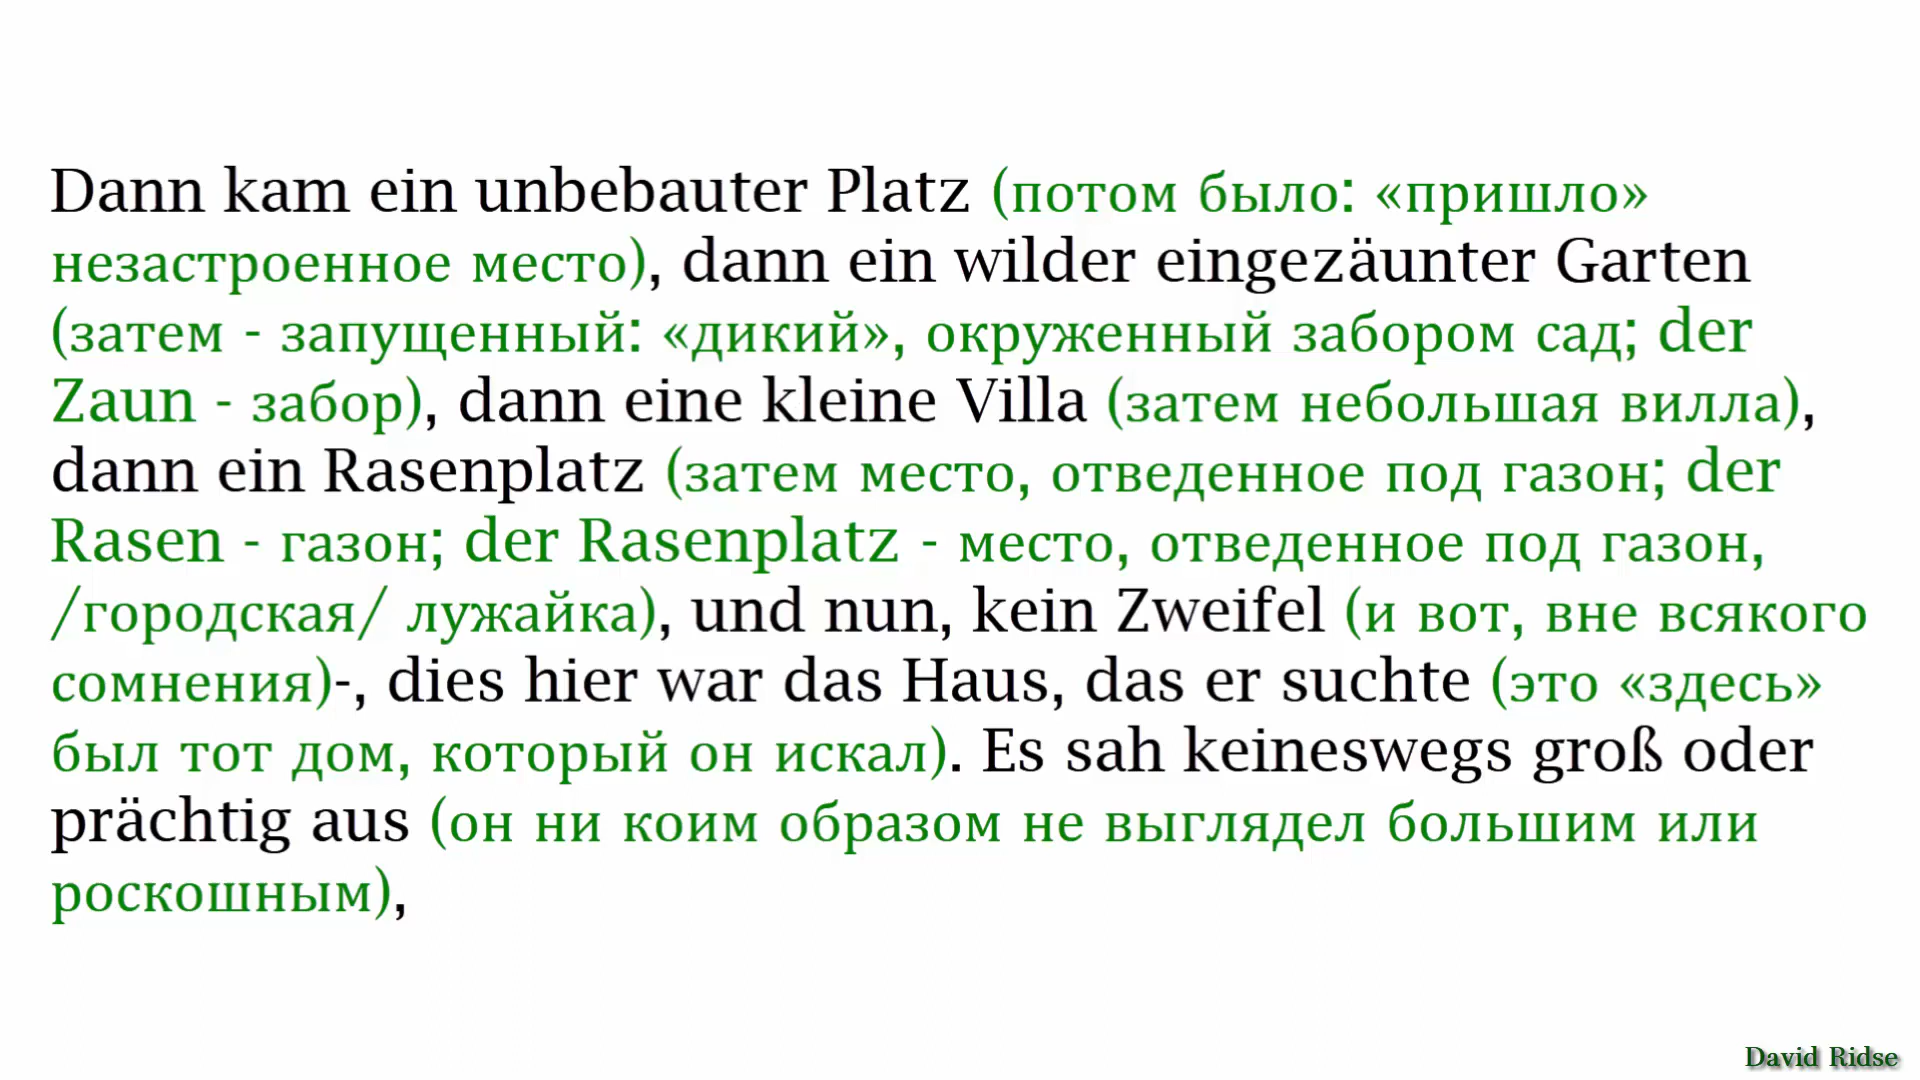 Dann kam ein unbebauter Platz (потом было: «пришло»
незастроенное место), dann ein wilder eingezäunter Garten
(затем - запущенный: «дикий», окруженный забором сад; der
Zaun - забор), dann eine kleine Villa (затем небольшая вилла),
dann ein Rasenplatz (затем место, отведенное под газон; der
Rasen - газон; der Rasenplatz - место, отведенное под газон,
/городская/ лужайка), und nun, kein Zweifel (и вот, вне всякого
сомнения)-, dies hier war das Haus, das er suchte (это «здесь»
был тот дом, который он искал). Es sah keineswegs groß oder
prächtig aus (он ни коим образом не выглядел большим или
роскошным),
David Ridse